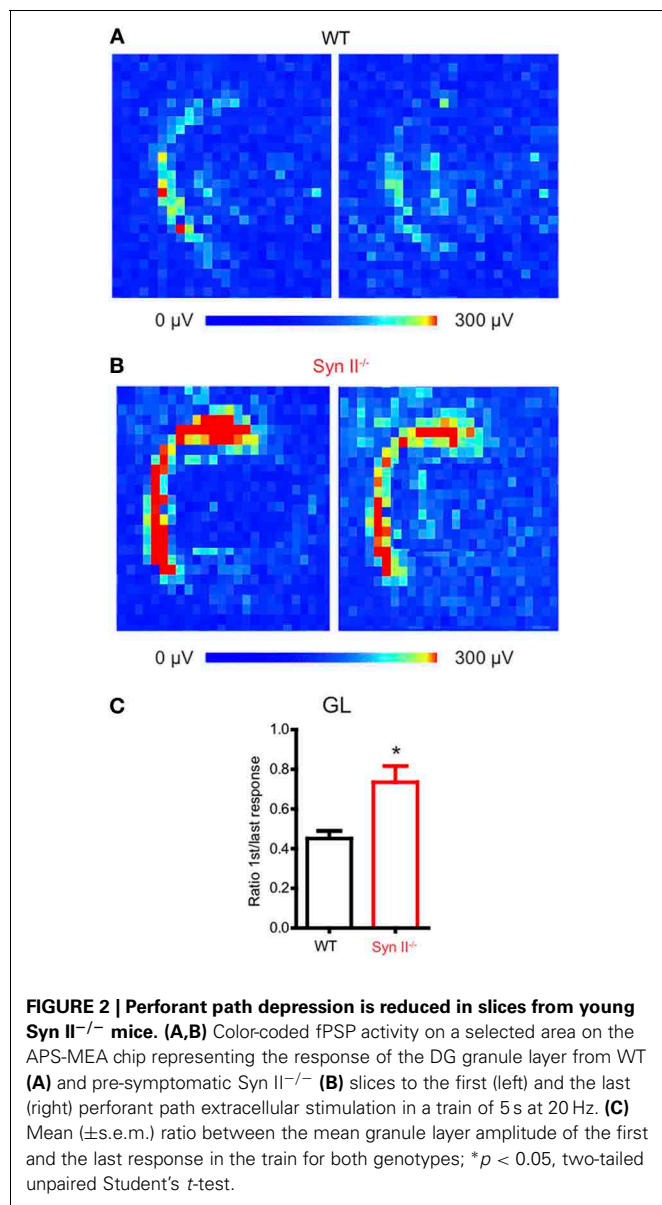 A
WT
0 µV 300 µV
B
Syn II-/-
0 µV 300 µV
C
GL
Ratio 1st/last response
1.0
0.8
0.6
0.4
0.2
0.0
*
WT Syn II-/-
FIGURE 2 | Perforant path depression is reduced in slices from young
Syn II−/− mice. (A,B) Color-coded fPSP activity on a selected area on the
APS-MEA chip representing the response of the DG granule layer from WT
(A) and pre-symptomatic Syn II−/− (B) slices to the first (left) and the last
(right) perforant path extracellular stimulation in a train of 5 s at 20 Hz. (C)
Mean (±s.e.m.) ratio between the mean granule layer amplitude of the first
and the last response in the train for both genotypes; *p < 0.05, two-tailed
unpaired Student's t-test.